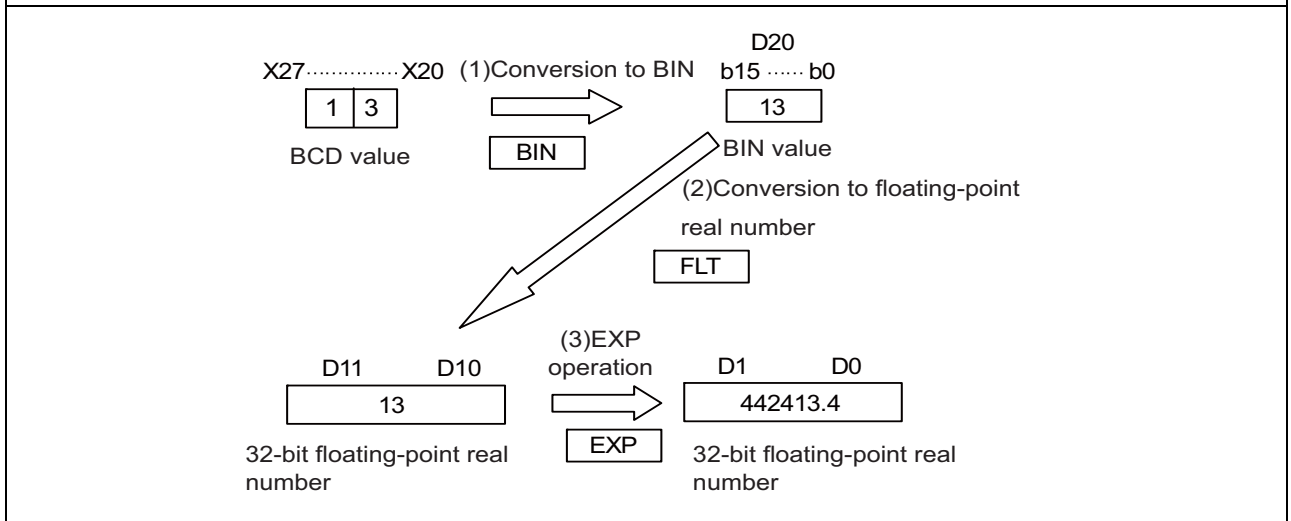 D20
X27 ............... X20 (1)Conversion to BIN b15 ...... b0
1 3
13
BCD value
BIN
BIN value
(2)Conversion to floating-point
real number
FLT
(3)EXP
operation
D11 D10
D1 D0
13
442413.4
EXP
32-bit floating-point real
number
32-bit floating-point real
number